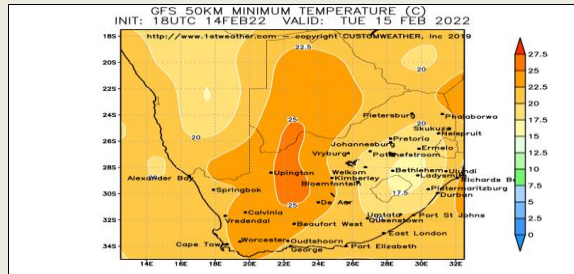 GFS 50KM MINIMUM TEMPERATURE (C)
INIT: 18UTC 14FEB22 VALID: TUE 15 FEB 2022
http://www.1stweather.com — copyright CUSTOMWEATHER, Inc 2019
18S
20S
22S
24S
26S
28S
30S
32S
34S
22.5
20
25
20
20
20
17.5
25
Pietersburg
Phalaborwa
Skukuza
Nelspruit
Pretoria
Johannesburg
Ermelo
Vryburg
Potchefstroom
Welkom
Bethlehem
Ulundi
Upington
Kimberley
Ladysmith
Richards
Alexander Bay
Bloemfontein
Springbok
Pietermaritzburg
Durban
De Aar
Calvinia
Umtata
Port St Johns
Vredendal
Queenstown
Beaufort West
East London
Worcester
Oudtshoorn
Cape Town
George
Port Elizabeth
14E 16E 18E 20E 22E 24E 26E 28E 30E 32E
27.5
25
22.5
20
17.5
15
12.5
10
7.5
5
2.5
0